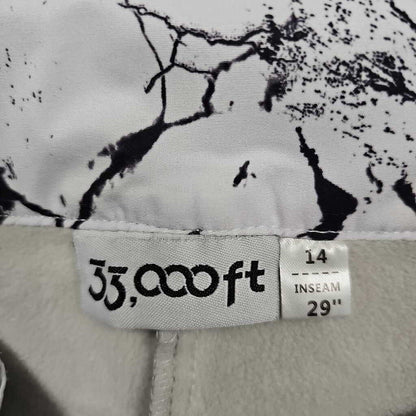 33,000ft
14
INSEAM
29"